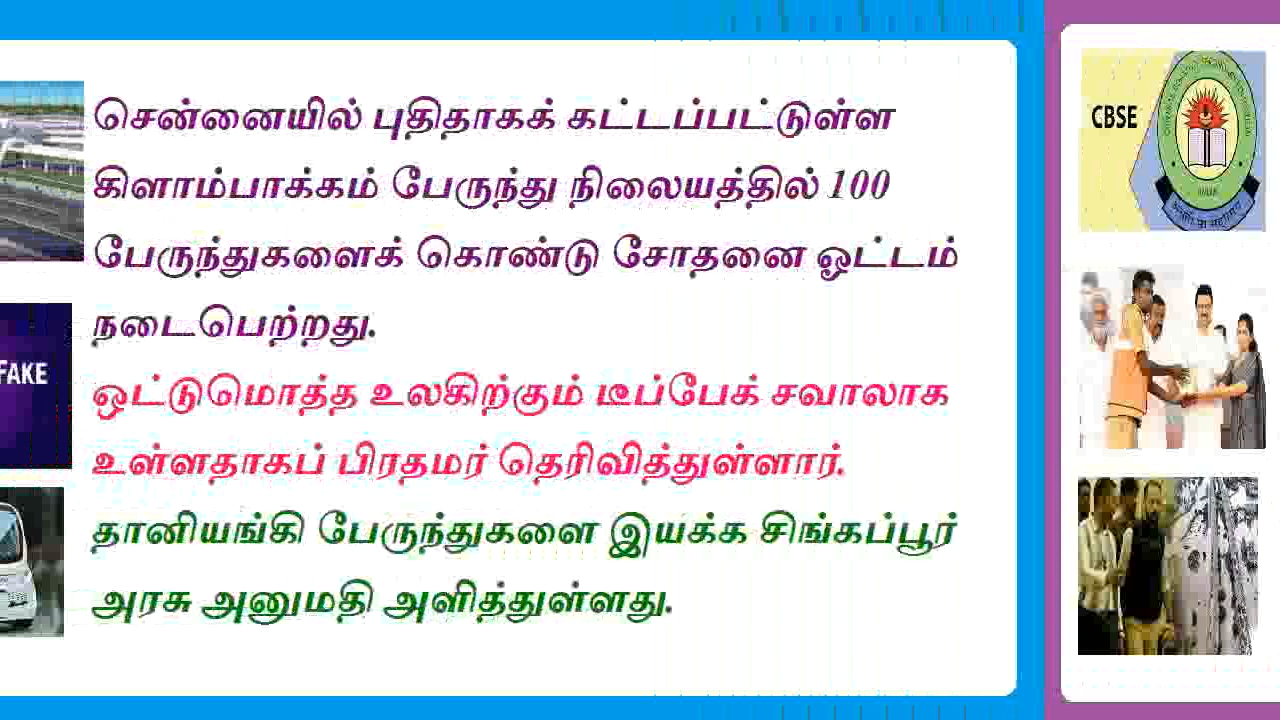 சென்னையில் புதிதாகக் கட்டப்பட்டுள்ள
கிளாம்பாக்கம் பேருந்து நிலையத்தில் 100
பேருந்துகளைக் கொண்டு சோதனை ஓட்டம்
நடைபெற்றது.
ஒட்டுமொத்த உலகிற்கும் டீப்பேக் சவாலாக
உள்ளதாகப் பிரதமர் தெரிவித்துள்ளார்.
தானியங்கி பேருந்துகளை இயக்க சிங்கப்பூர்
அரசு அனுமதி அளித்துள்ளது.
FAKE
CBSE